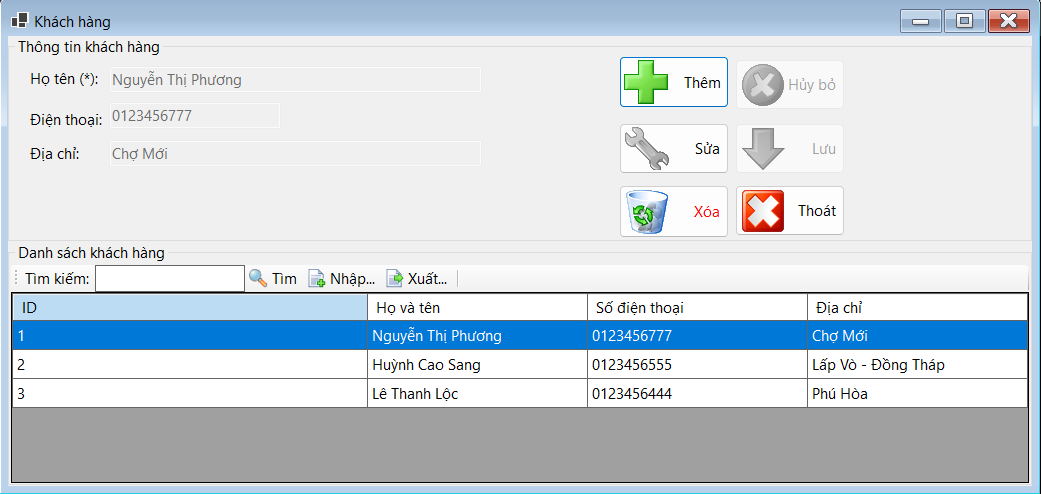 Khách hàng
Thông tin khách hàng
Họ tên (*): Nguyễn Thị Phương
Điện thoại: 0123456777
Địa chỉ: Chợ Mới
Thêm Hủy bỏ
Sửa Lưu
Xóa Thoát
Danh sách khách hàng
Tìm kiếm: Tìm Nhập... Xuất...
ID Họ và tên Số điện thoại Địa chỉ
1 Nguyễn Thị Phương 0123456777 Chợ Mới
2 Huỳnh Cao Sang 0123456555 Lấp Vò - Đồng Tháp
3 Lê Thanh Lộc 0123456444 Phú Hòa